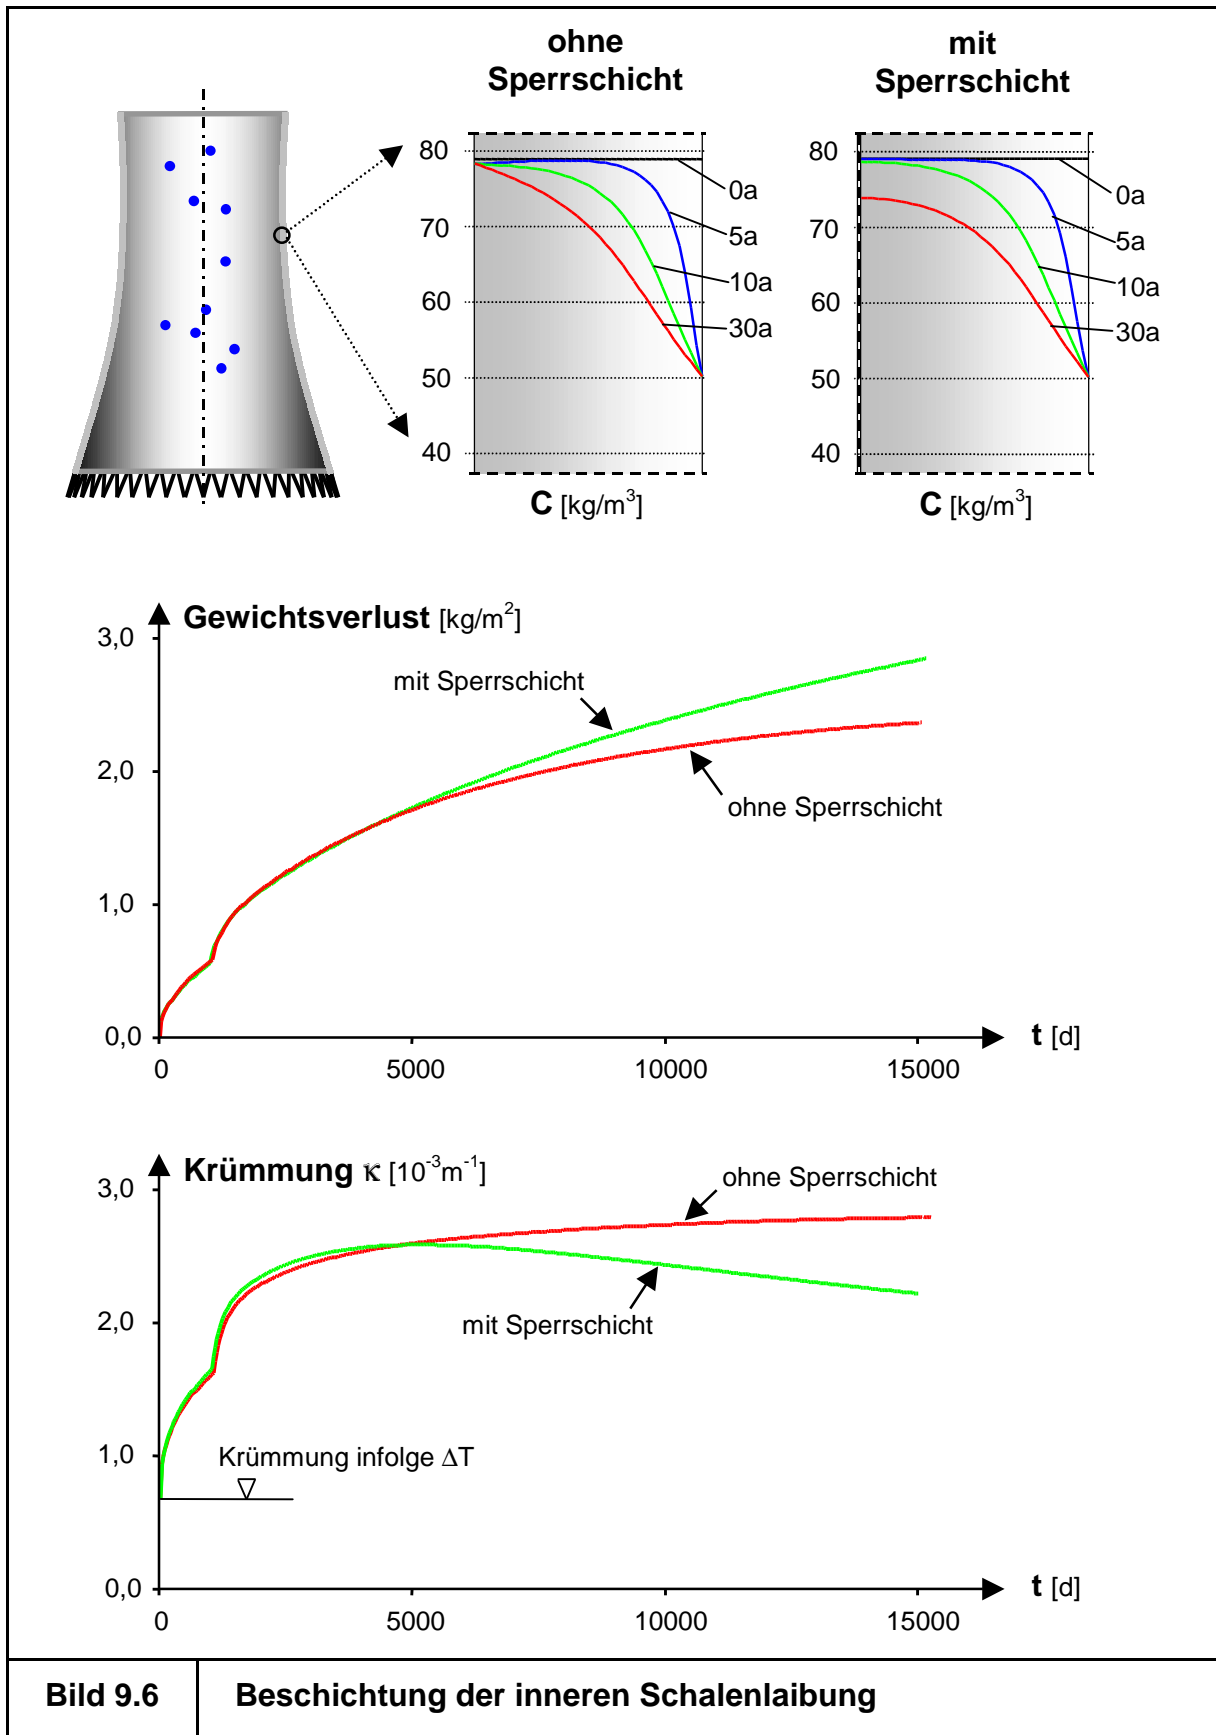 ohne
Sperrschicht
mit
Sperrschicht
80
70
60
50
40
0a
5a
10a
30a
C [kg/m³]
80
70
60
50
40
0a
5a
10a
30a
C [kg/m³]
Gewichtsverlust [kg/m²]
3,0
2,0
1,0
0,0
mit Sperrschicht
ohne Sperrschicht
0
5000
10000
15000
t [d]
Krümmung κ [10⁻³m⁻¹]
3,0
2,0
1,0
0,0
ohne Sperrschicht
mit Sperrschicht
Krümmung infolge ΔT
0
5000
10000
15000
t [d]
Bild 9.6
Beschichtung der inneren Schalenlaibung